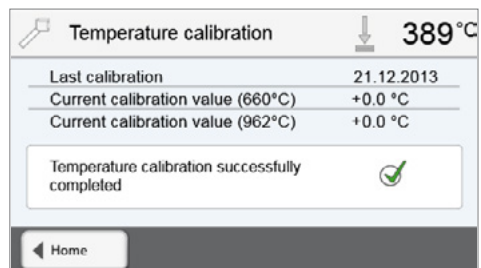 Temperature calibration 389°C
Last calibration 21.12.2013
Current calibration value (660°C) +0.0 °C
Current calibration value (962°C) +0.0 °C
Temperature calibration successfully
completed
Home